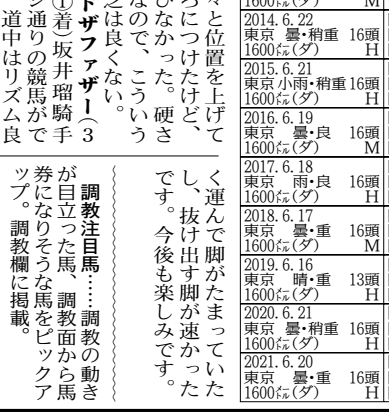 々と位置を上げて
ろにつけたけど、
ひなかった。硬さ
なので、こういう
は良くない。
トザファザー（３
①着）坂井瑠騎手
通りの競馬がで
道中はリズム良
く運んで脚がたまっていた
し、抜け出す脚が速かった
です。今後も楽しみです。
調教注目馬……調教の動き
が目立った馬、調教面から馬
券になりそうな馬をピックア
ップ。調教欄に掲載。
1600㍍(ダ) M
2014.6.22
東京 曇・稍重 16頭
1600㍍(ダ) H
2015.6.21
東京 小雨・稍重 16頭
1600㍍(ダ) H
2016.6.19
東京 曇・良 16頭
1600㍍(ダ) M
2017.6.18
東京 雨・良 16頭
1600㍍(ダ) H
2018.6.17
東京 曇・重 16頭
1600㍍(ダ) M
2019.6.16
東京 晴・重 13頭
1600㍍(ダ) H
2020.6.21
東京 曇・稍重 16頭
1600㍍(ダ) H
2021.6.20
東京 曇・重 16頭
1600㍍(ダ) H